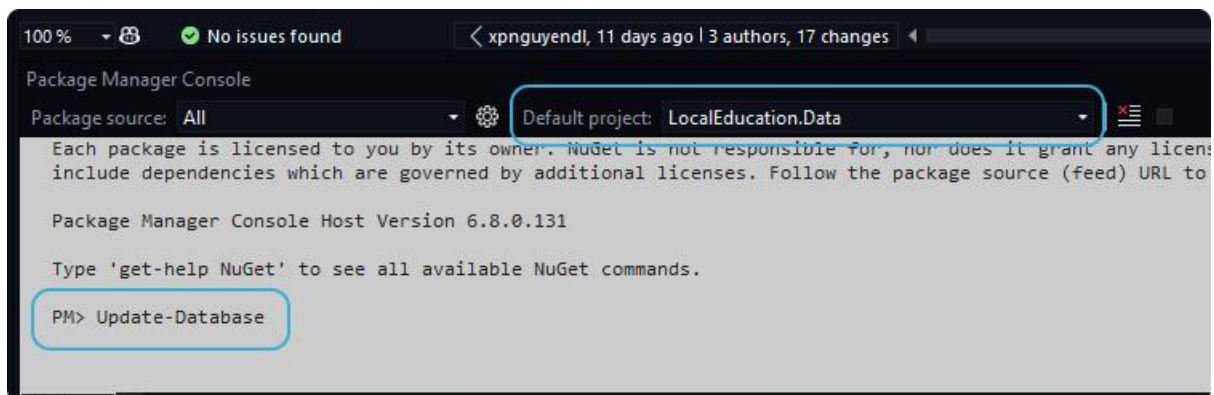 100 % No issues found xpnguyendl, 11 days ago | 3 authors, 17 changes
Package Manager Console
Package source: All Default project: LocalEducation.Data
Each package is licensed to you by its owner. NuGet is not responsible for, nor does it grant any licens
include dependencies which are governed by additional licenses. Follow the package source (feed) URL to
Package Manager Console Host Version 6.8.0.131
Type 'get-help NuGet' to see all available NuGet commands.
PM> Update-Database